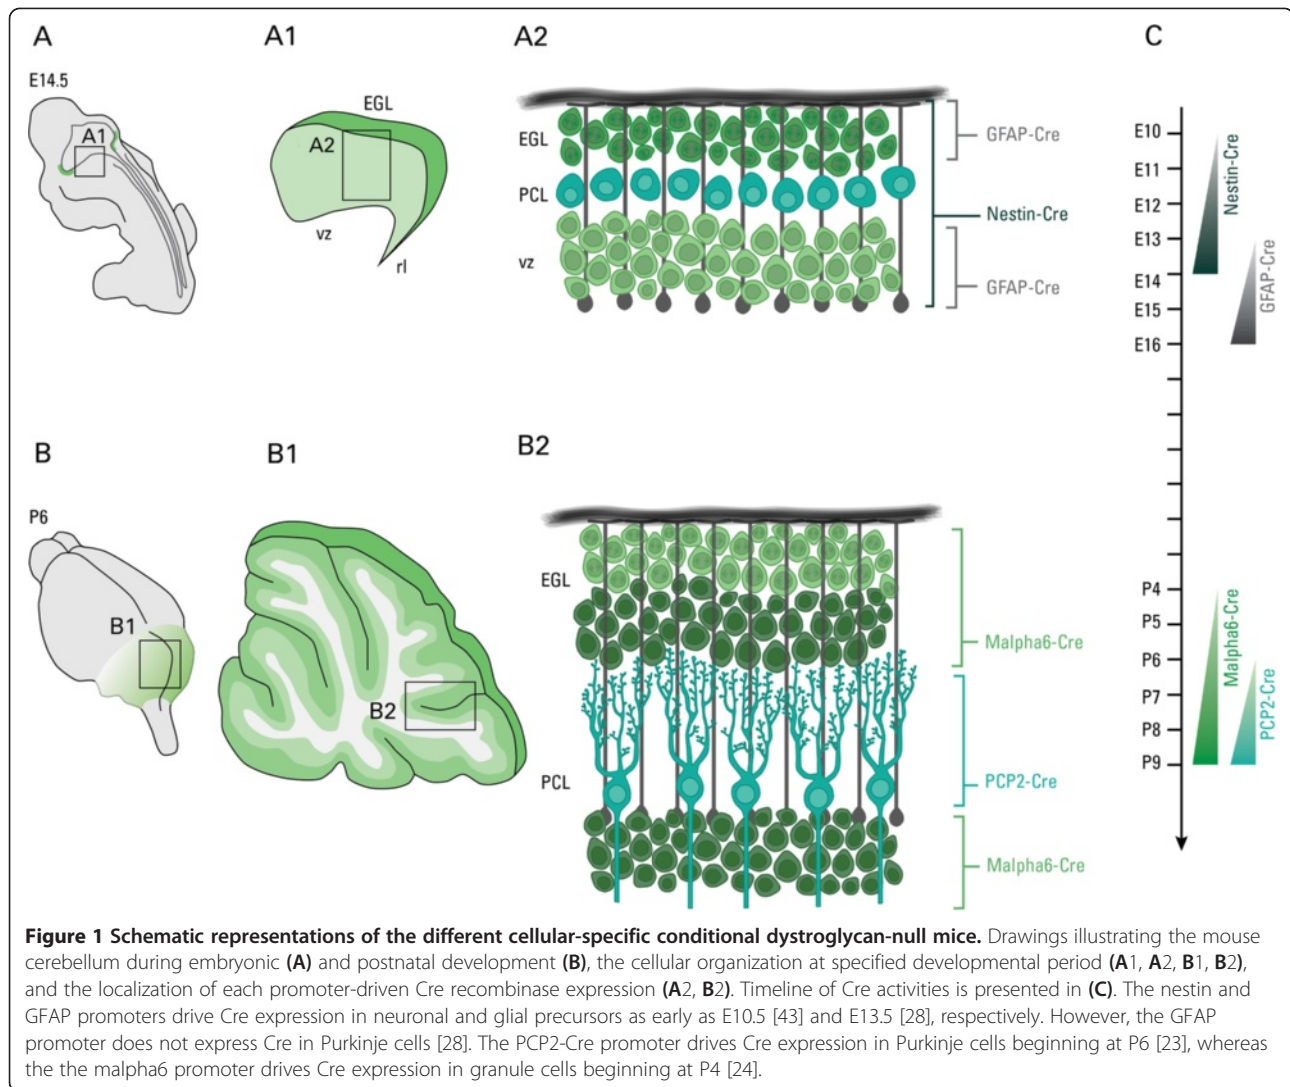 A
A1
A2
C
E14.5
A1
EGL
A2
vz
rl
EGL
PCL
vz
GFAP-Cre
Nestin-Cre
GFAP-Cre
E10
E11
E12
E13
E14
E15
E16
Nestin-Cre
GFAP-Cre
B
B1
B2
P6
B1
B2
EGL
PCL
Malpha6-Cre
PCP2-Cre
Malpha6-Cre
P4
P5
P6
P7
P8
P9
Malpha6-Cre
PCP2-Cre
Figure 1 Schematic representations of the different cellular-specific conditional dystroglycan-null mice. Drawings illustrating the mouse
cerebellum during embryonic (A) and postnatal development (B), the cellular organization at specified developmental period (A1, A2, B1, B2),
and the localization of each promoter-driven Cre recombinase expression (A2, B2). Timeline of Cre activities is presented in (C). The nestin and
GFAP promoters drive Cre expression in neuronal and glial precursors as early as E10.5 [43] and E13.5 [28], respectively. However, the GFAP
promoter does not express Cre in Purkinje cells [28]. The PCP2-Cre promoter drives Cre expression in Purkinje cells beginning at P6 [23], whereas
the the malpha6 promoter drives Cre expression in granule cells beginning at P4 [24].